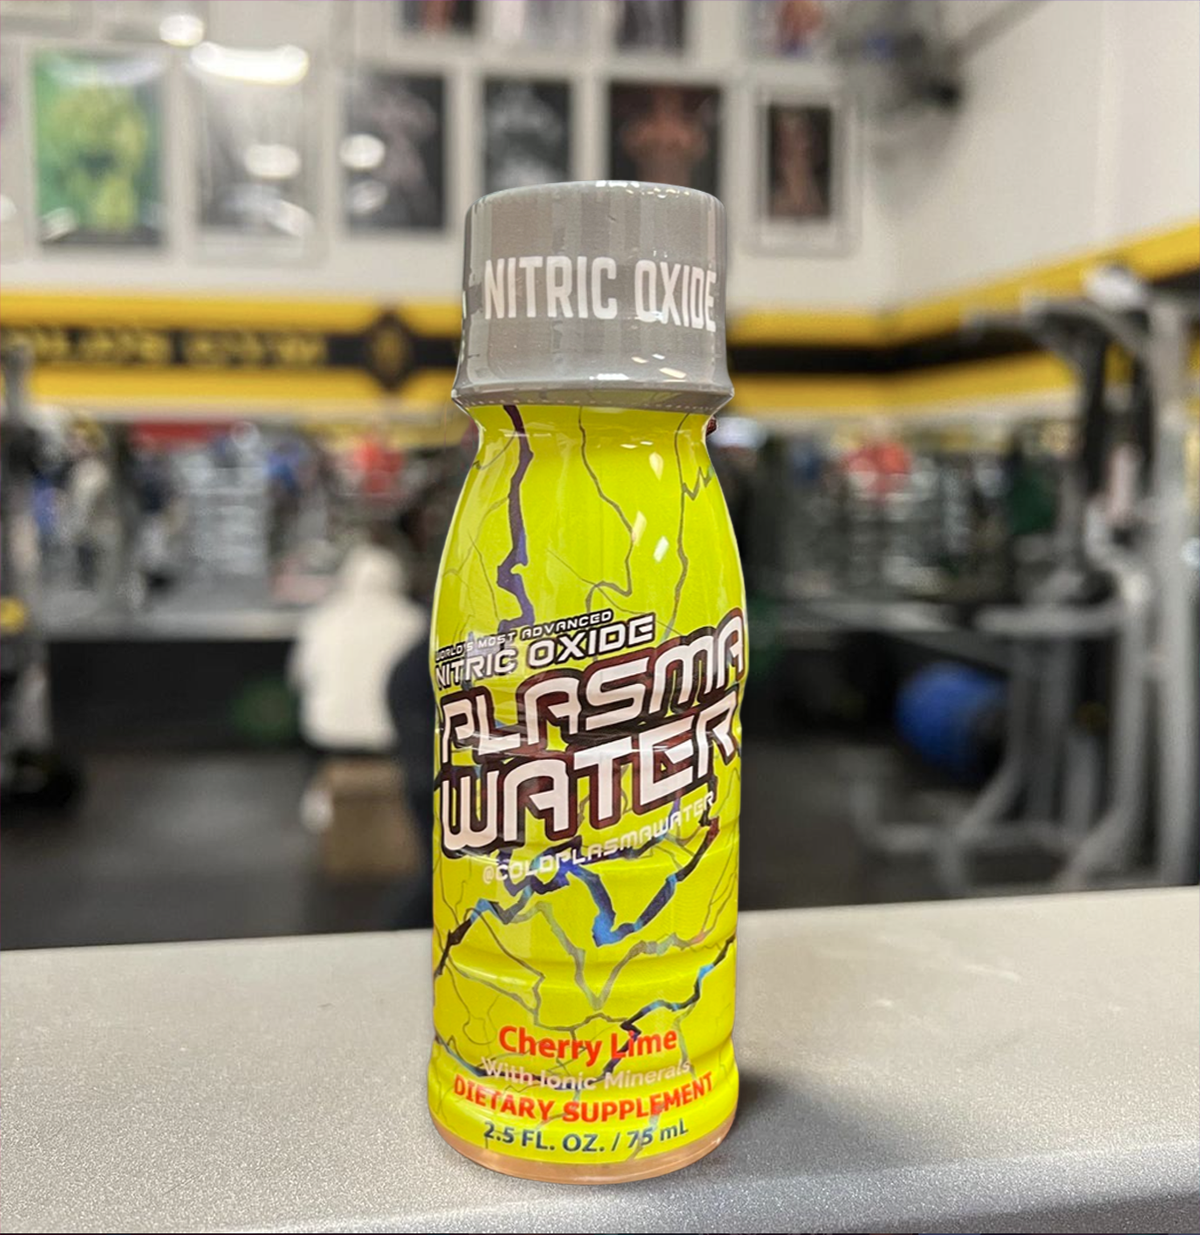 NITRIC OXIDE
WORLD'S MOST ADVANCED
NITRIC OXIDE
PLASMA
WATER
@COLDPLASMAWATER
Cherry Lime
With Ionic Minerals
DIETARY SUPPLEMENT
2.5 FL. OZ. / 75 mL